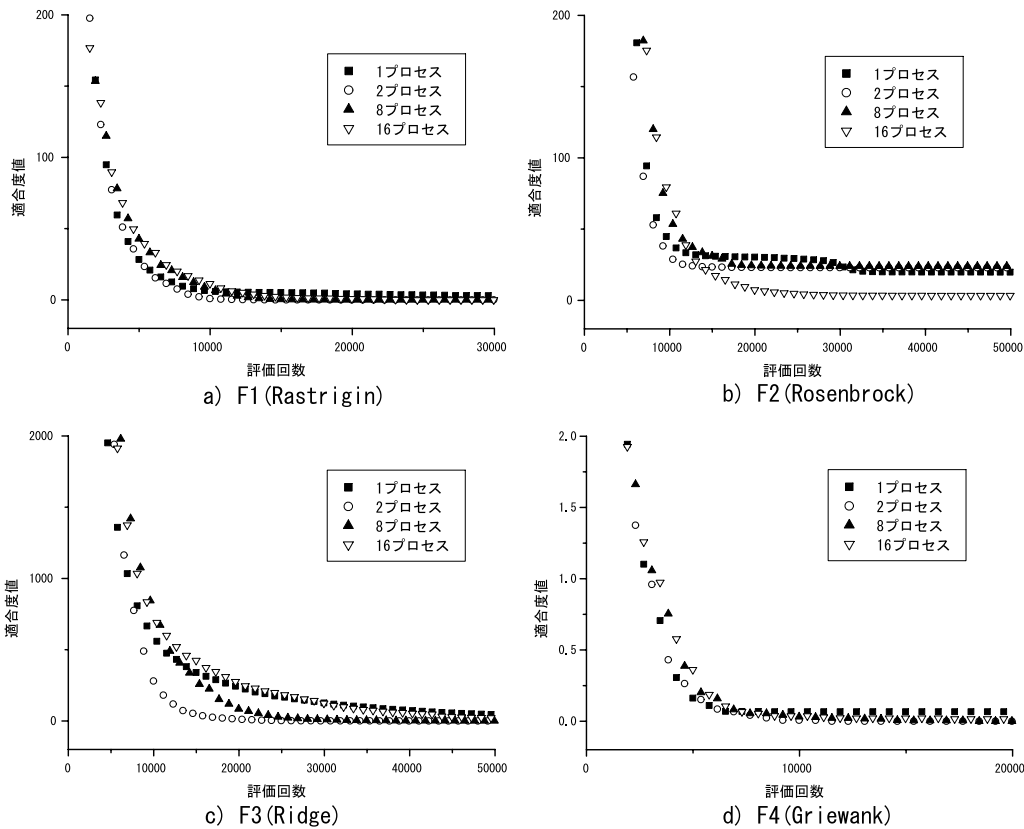 200
100
0
適合度値
1プロセス
2プロセス
8プロセス
16プロセス
0 10000 20000 30000
評価回数
a) F1(Rastrigin)
200
100
0
適合度値
1プロセス
2プロセス
8プロセス
16プロセス
0 10000 20000 30000 40000 50000
評価回数
b) F2(Rosenbrock)
2000
1000
0
適合度値
1プロセス
2プロセス
8プロセス
16プロセス
0 10000 20000 30000 40000 50000
評価回数
c) F3(Ridge)
2.0
1.5
1.0
0.5
0.0
適合度値
1プロセス
2プロセス
8プロセス
16プロセス
0 10000 20000
評価回数
d) F4(Griewank)